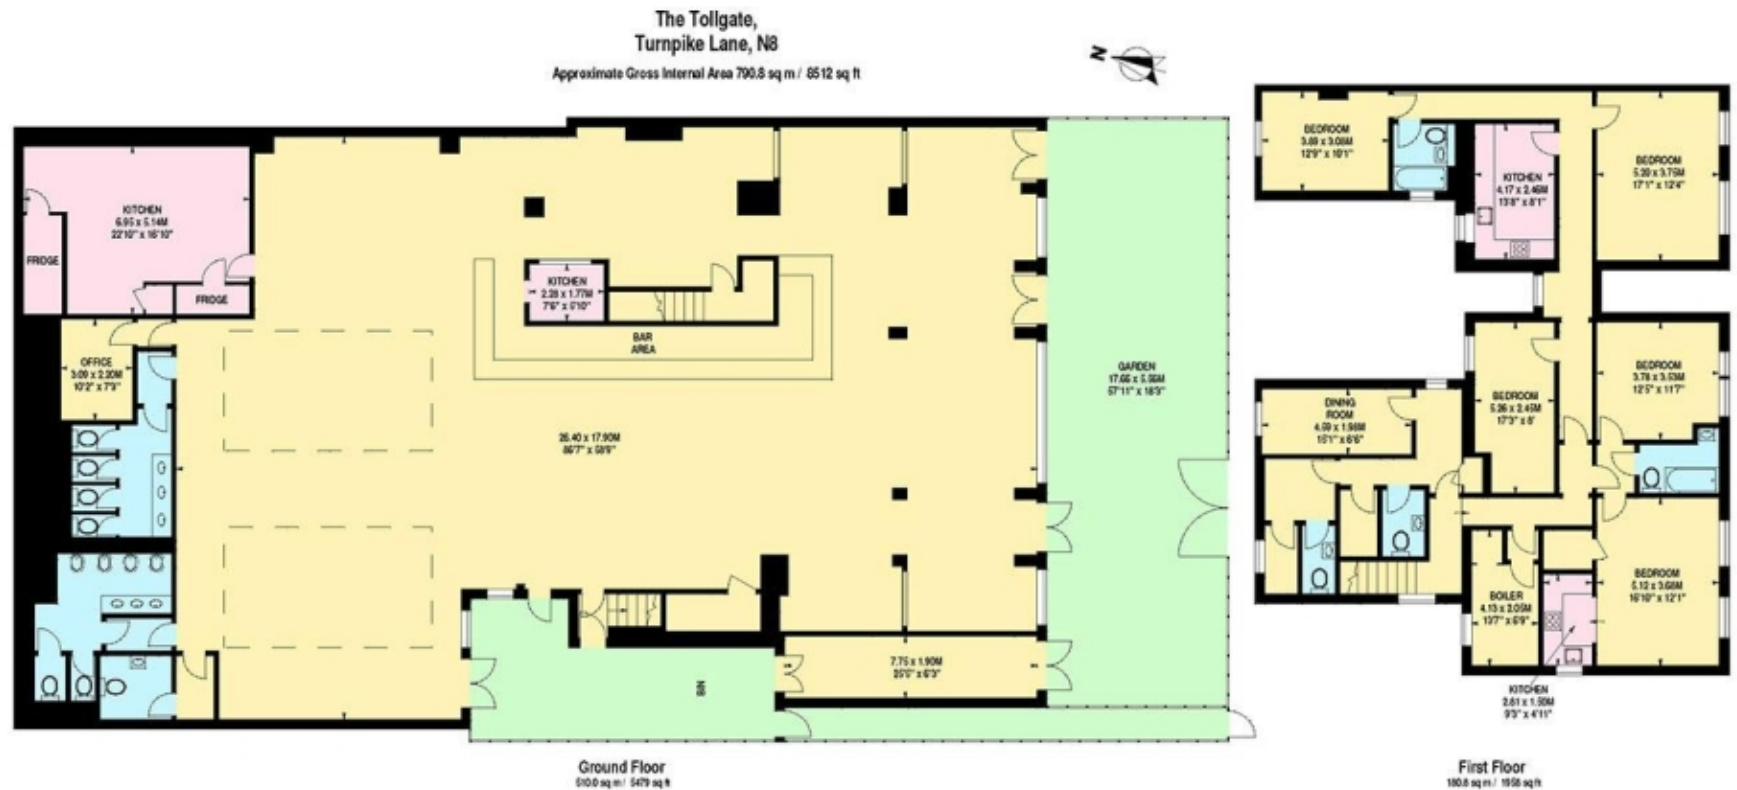 The Tollgate,
Turnpike Lane, N8
Approximate Gross Internal Area 790.8 sq m / 8512 sq ft
N
KITCHEN
6.95 x 5.14M
22'10" x 16'10"
FRIDGE
FRIDGE
OFFICE
3.09 x 2.20M
10'2" x 7'3"
KITCHEN
2.28 x 1.77M
7'6" x 5'10"
BAR
AREA
26.40 x 17.90M
86'7" x 58'9"
GARDEN
17.66 x 5.56M
57'11" x 18'3"
7.75 x 1.90M
25'5" x 6'3"
Ground Floor
510.0 sq m / 5479 sq ft
BEDROOM
3.89 x 3.08M
12'9" x 10'1"
KITCHEN
4.17 x 2.46M
13'8" x 8'1"
BEDROOM
5.20 x 3.75M
17'1" x 12'4"
BEDROOM
3.78 x 3.53M
12'5" x 11'7"
BEDROOM
5.26 x 2.45M
17'3" x 8'
DINING
ROOM
4.59 x 1.98M
15'1" x 6'6"
BOILER
4.13 x 2.05M
13'7" x 6'9"
BEDROOM
5.12 x 3.68M
16'10" x 12'1"
KITCHEN
2.81 x 1.50M
9'3" x 4'11"
First Floor
180.8 sq m / sq ft